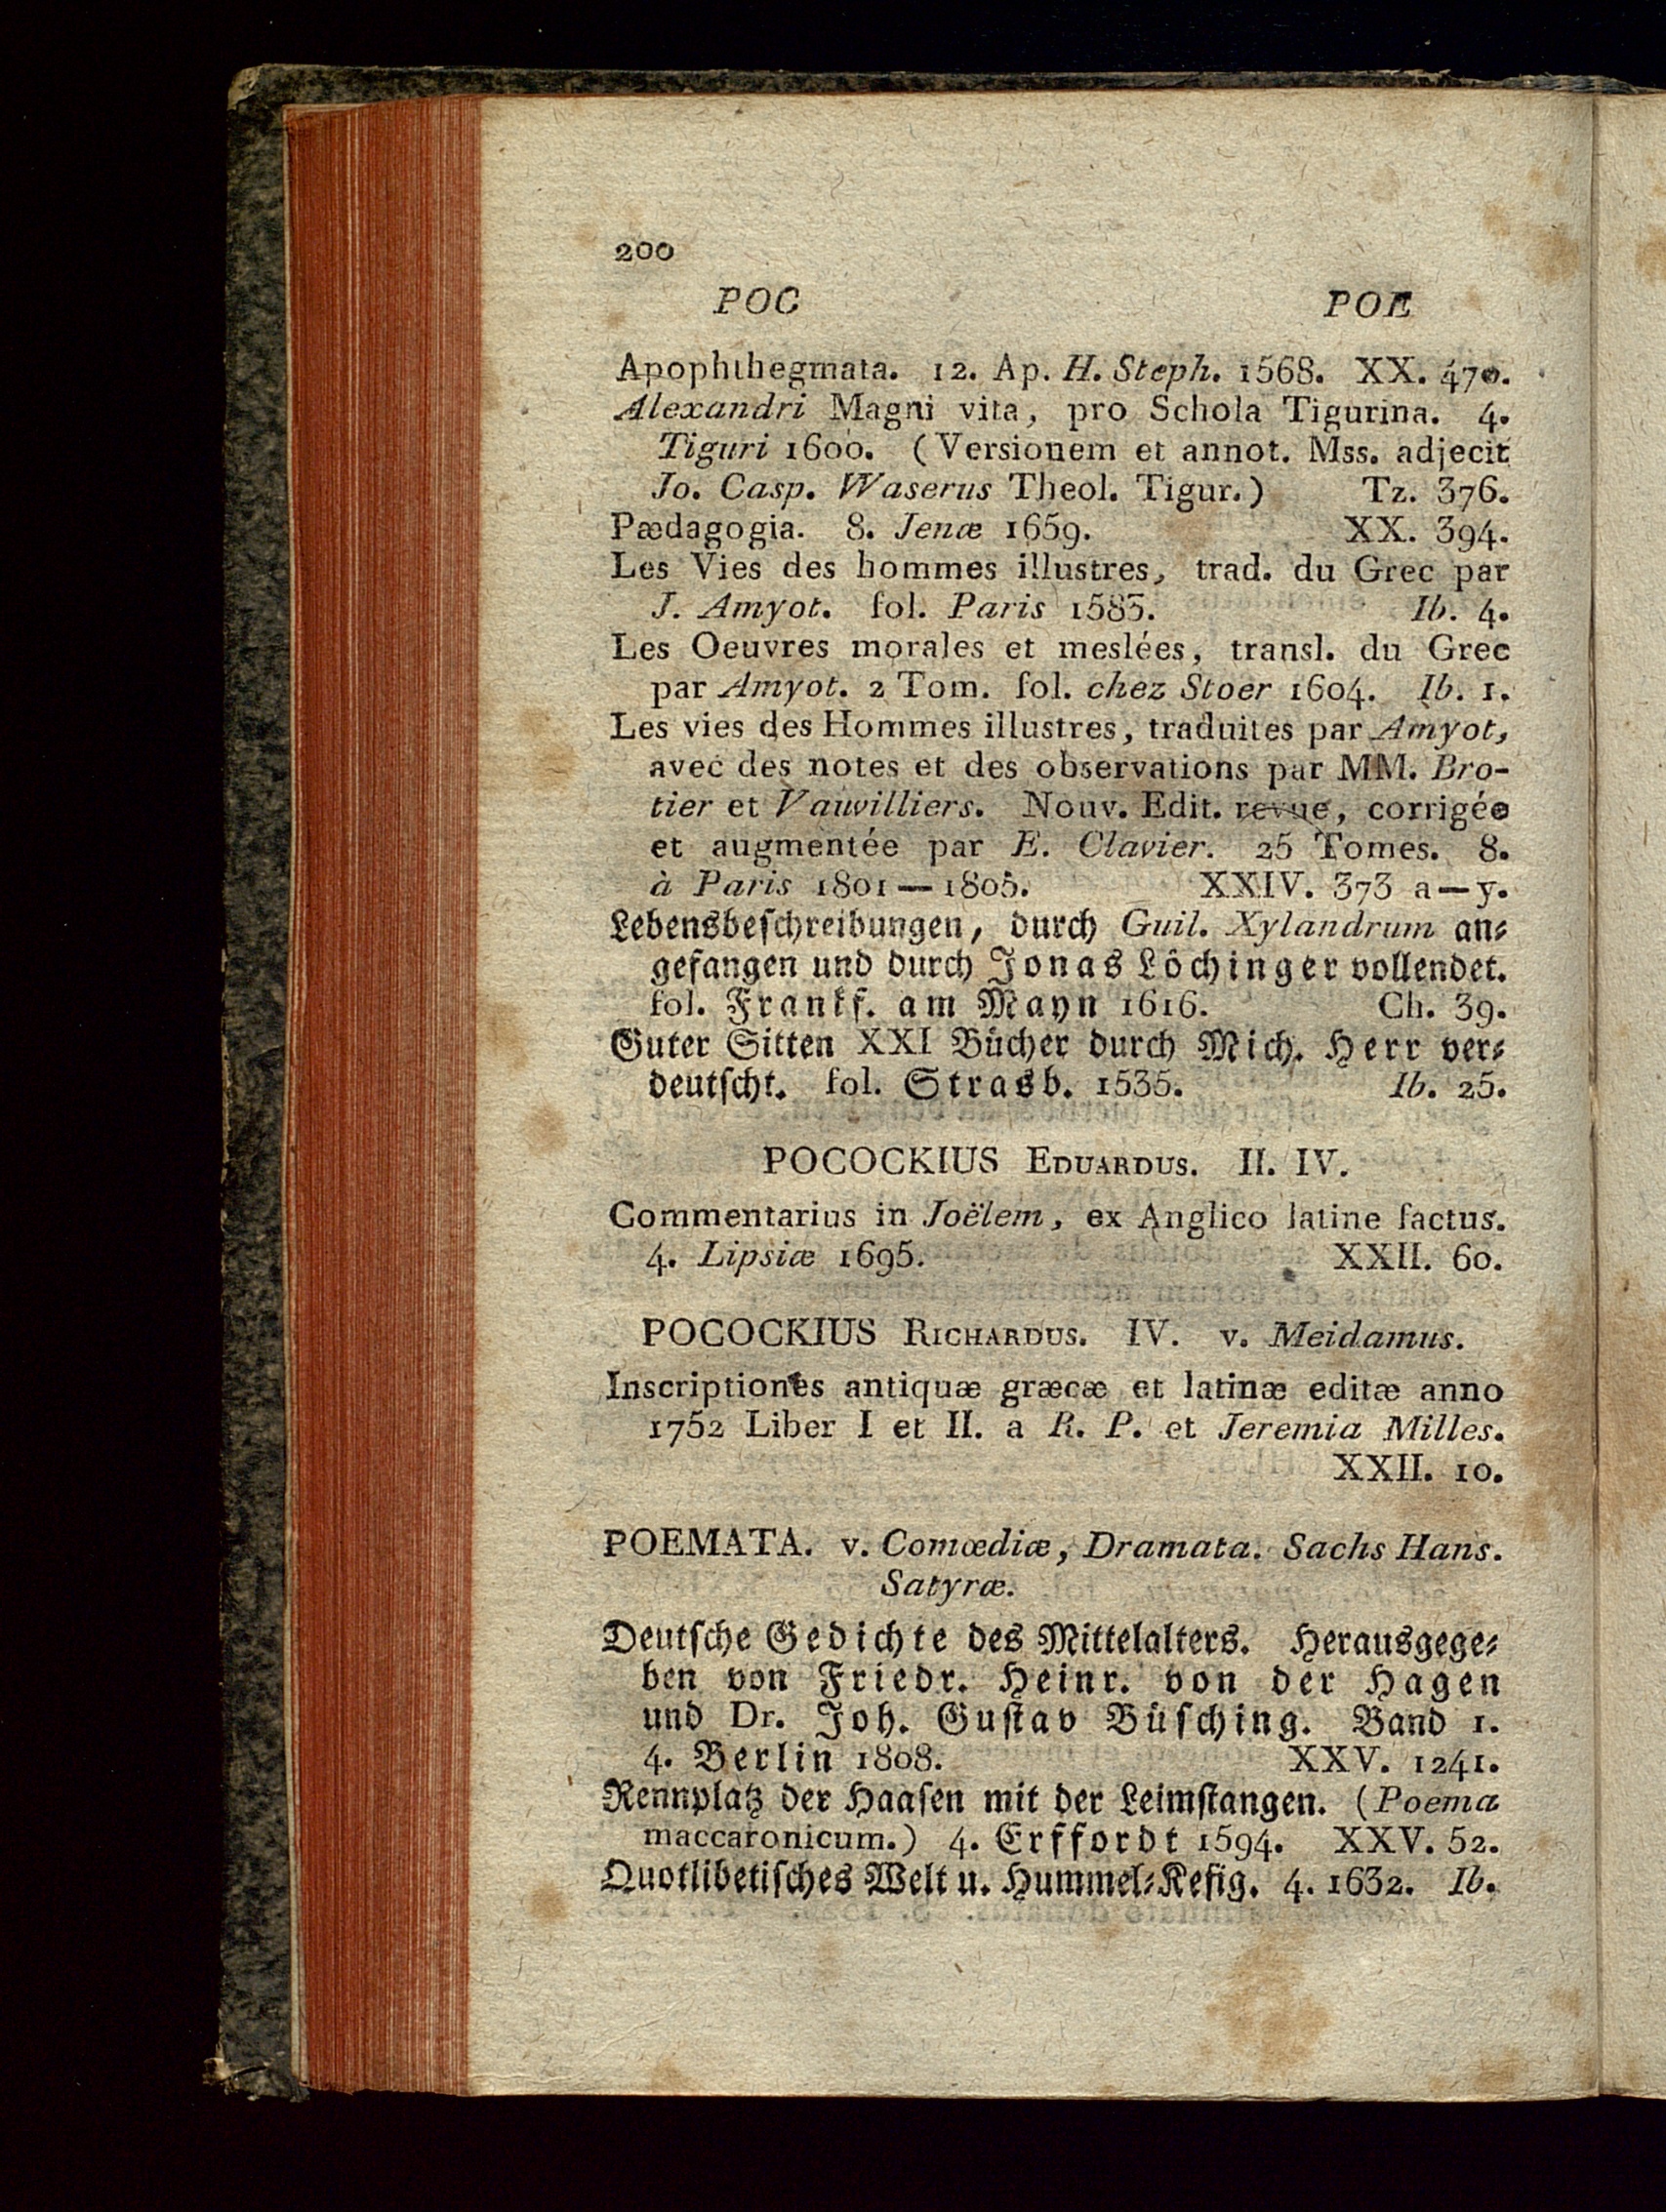 200
POC POE
Apophthegmata. 12. Ap. H. Steph. 1568. XX. 470.
Alexandri Magni vita, pro Schola Tigurina. 4.
Tiguri 1600. (Versionem et annot. Mss. adjecit
Jo. Casp. Waserus Theol. Tigur.) Tz. 376.
Pædagogia. 8. Jenæ 1659. XX. 394.
Les Vies des hommes illustres, trad. du Grec par
J. Amyot. fol. Paris 1583. Ib. 4.
Les Oeuvres morales et meslées, transl. du Grec
par Amyot. 2 Tom. fol. chez Stoer 1604. Ib. 1.
Les vies des Hommes illustres, traduites par Amyot,
avec des notes et des observations par MM. Bro-
tier et Vauvilliers. Nouv. Edit. revue, corrigée
et augmentée par E. Clavier. 25 Tomes. 8.
à Paris 1801—1805. XXIV. 373 a—y.
Lebensbeſchreibungen, durch Guil. Xylandrum an⸗
gefangen und durch Jonas Löchinger vollendet.
fol. Frankf. am Mayn 1616. Ch. 39.
Guter Sitten XXI Bücher durch Mich. Herr ver⸗
deutſcht. fol. Strasb. 1535. Ib. 25.
POCOCKIUS EDUARDUS. II. IV.
Commentarius in Joëlem, ex Anglico latine factus.
4. Lipsiæ 1695. XXII. 60.
POCOCKIUS RICHARDUS. IV. v. Meidamus.
Inscriptiones antiquæ græcæ et latinæ editæ anno
1752 Liber I et II. a R. P. et Jeremia Milles.
XXII. 10.
POEMATA. v. Comœdiæ, Dramata. Sachs Hans.
Satyræ.
Deutſche Gedichte des Mittelalters. Herausgege⸗
ben von Friedr. Heinr. von der Hagen
und Dr. Joh. Guſtav Büſching. Band 1.
4. Berlin 1808. XXV. 1241.
Rennplatz der Haaſen mit der Leimſtangen. (Poema
maccaronicum.) 4. Erffordt 1594. XXV. 52.
Quotlibetiſches Welt u. Hummel⸗Kefig. 4. 1632. Ib.